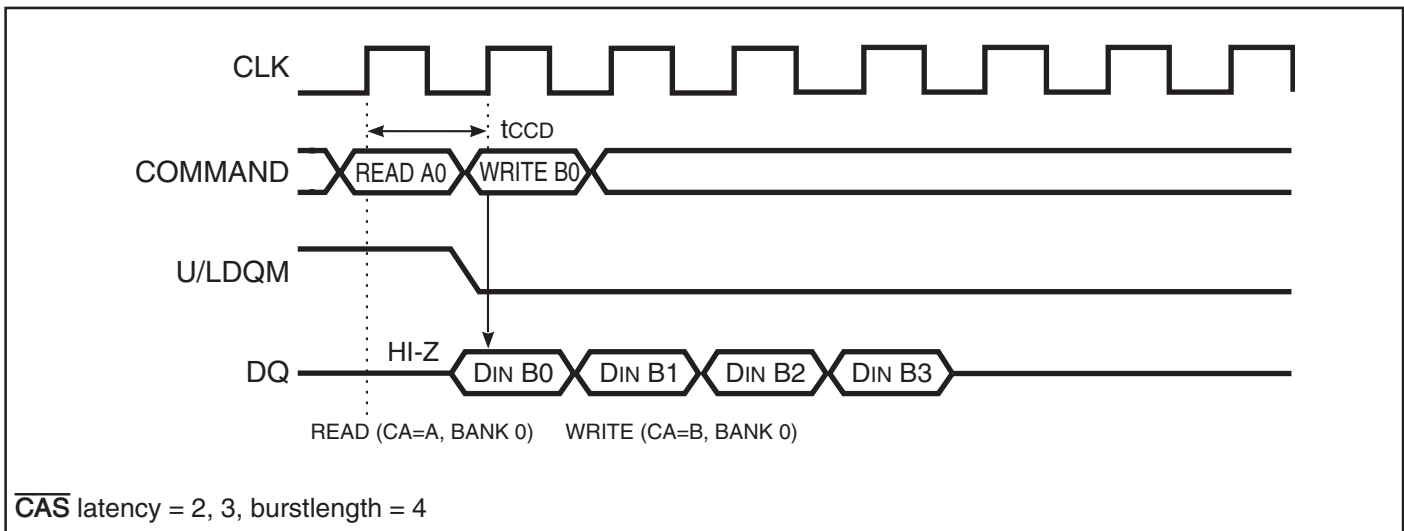 CLK
tCCD
COMMAND READ A0 WRITE B0
U/LDQM
HI-Z
DQ DIN B0 DIN B1 DIN B2 DIN B3
READ (CA=A, BANK 0) WRITE (CA=B, BANK 0)
CAS latency = 2, 3, burstlength = 4